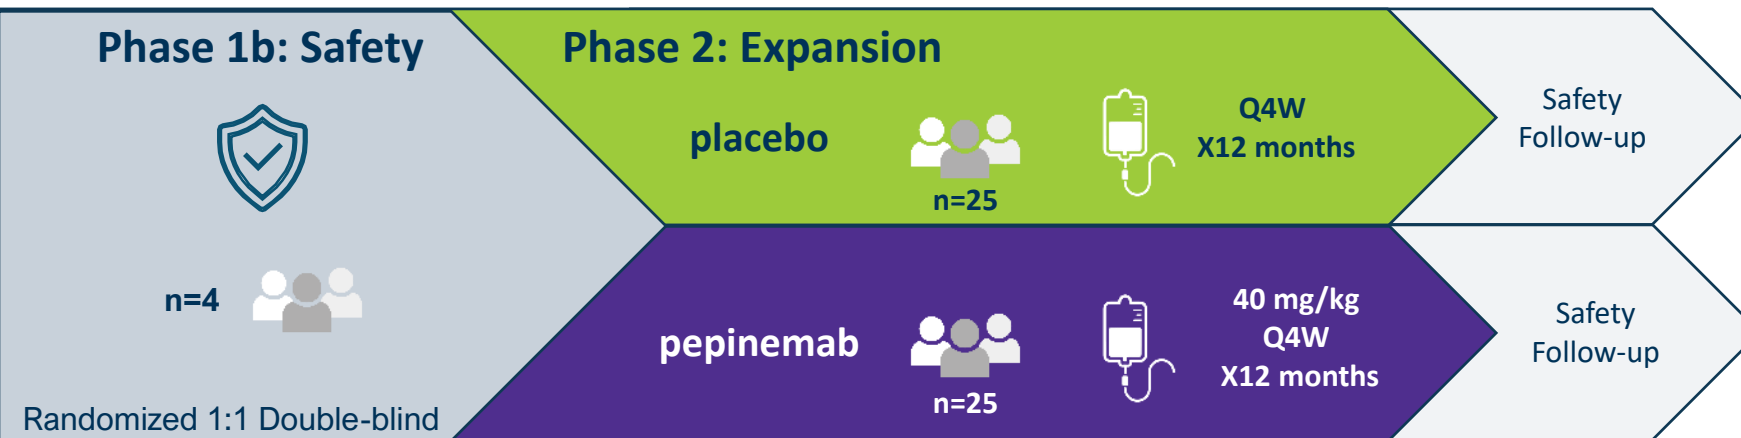 Phase 1b: Safety
n=4
Randomized 1:1 Double-blind
Phase 2: Expansion
placebo
n=25
Q4W
X12 months
Safety
Follow-up
pepinemab
n=25
40 mg/kg
Q4W
X12 months
Safety
Follow-up